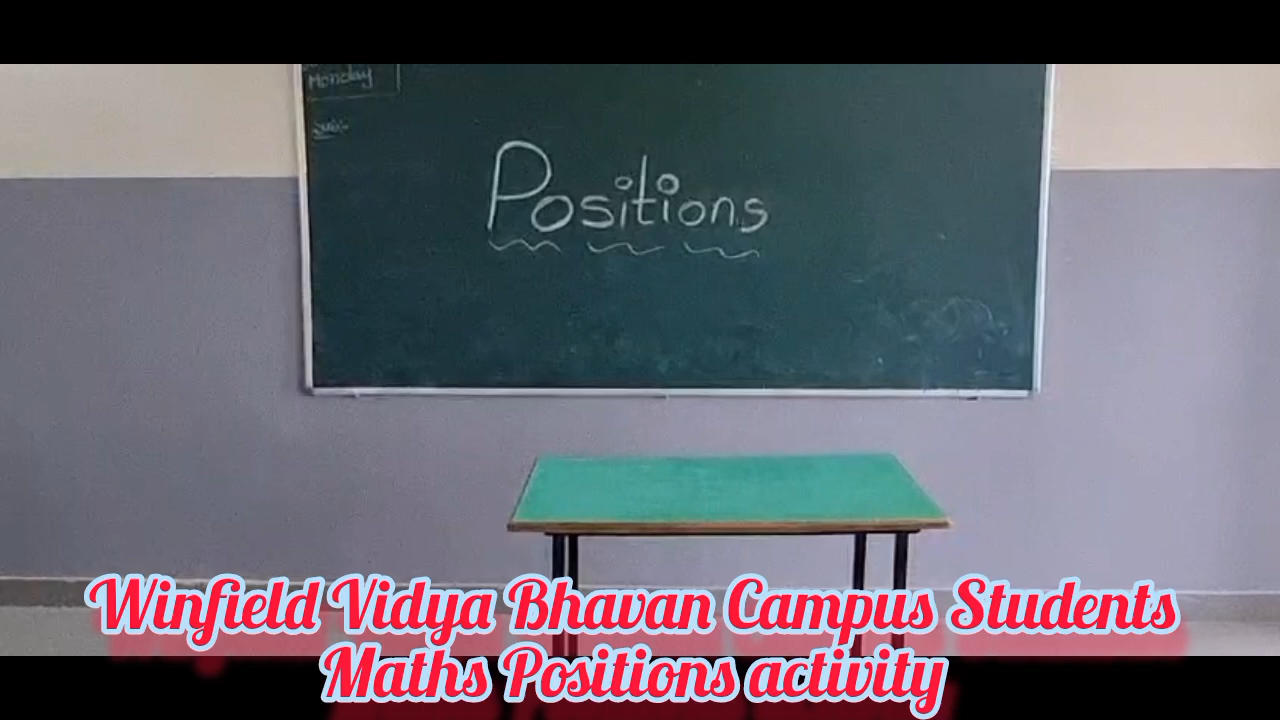 Monday
Positions
Winfield Vidya Bhavan Campus Students
Maths Positions activity